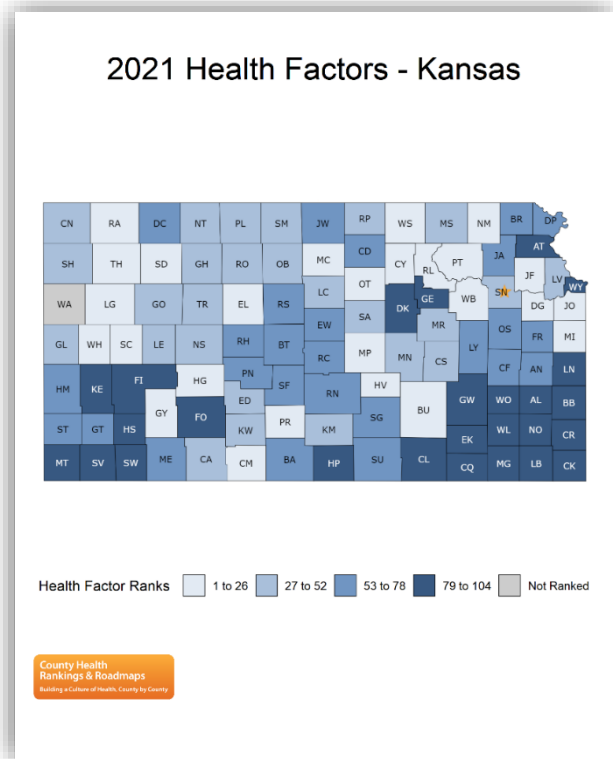 2021 Health Factors - Kansas
CN RA DC NT PL SM JW RP WS MS NM BR DP
SH TH SD GH RO OB MC CD CY RL PT JA AT
WA LG GO TR EL RS LC OT DK GE WB SN JF LV WY
GL WH SC LE NS RH BT EW SA MR OS DG JO
HM KE FI HG PN RC MP MN CS LY FR MI
ST GT HS GY FO ED SF RN HV BU GW CF AN LN
MT SV SW ME CA KW PR KM SG EK WO AL BB
CM BA HP SU CL CQ WL NO CR
MG LB CK
Health Factor Ranks 1 to 26 27 to 52 53 to 78 79 to 104 Not Ranked
County Health
Rankings & Roadmaps
Building a Culture of Health, County by County